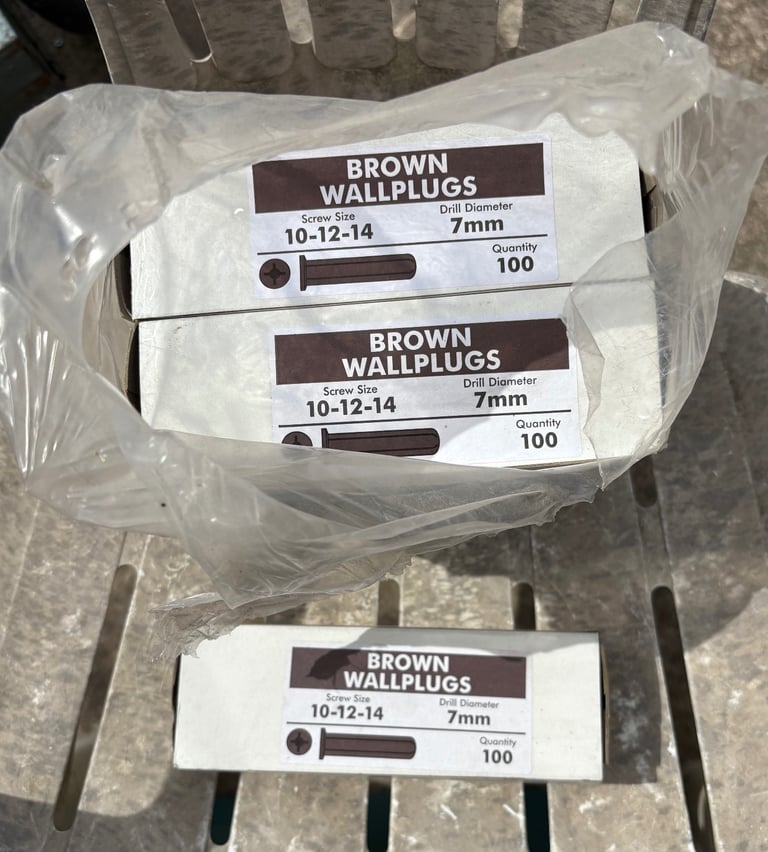 BROWN
WALLPLUGS
Screw Size Drill Diameter
10-12-14 7mm
Quantity
100
BROWN
WALLPLUGS
Screw Size Drill Diameter
10-12-14 7mm
Quantity
100
BROWN
WALLPLUGS
Screw Size Drill Diameter
10-12-14 7mm
Quantity
100